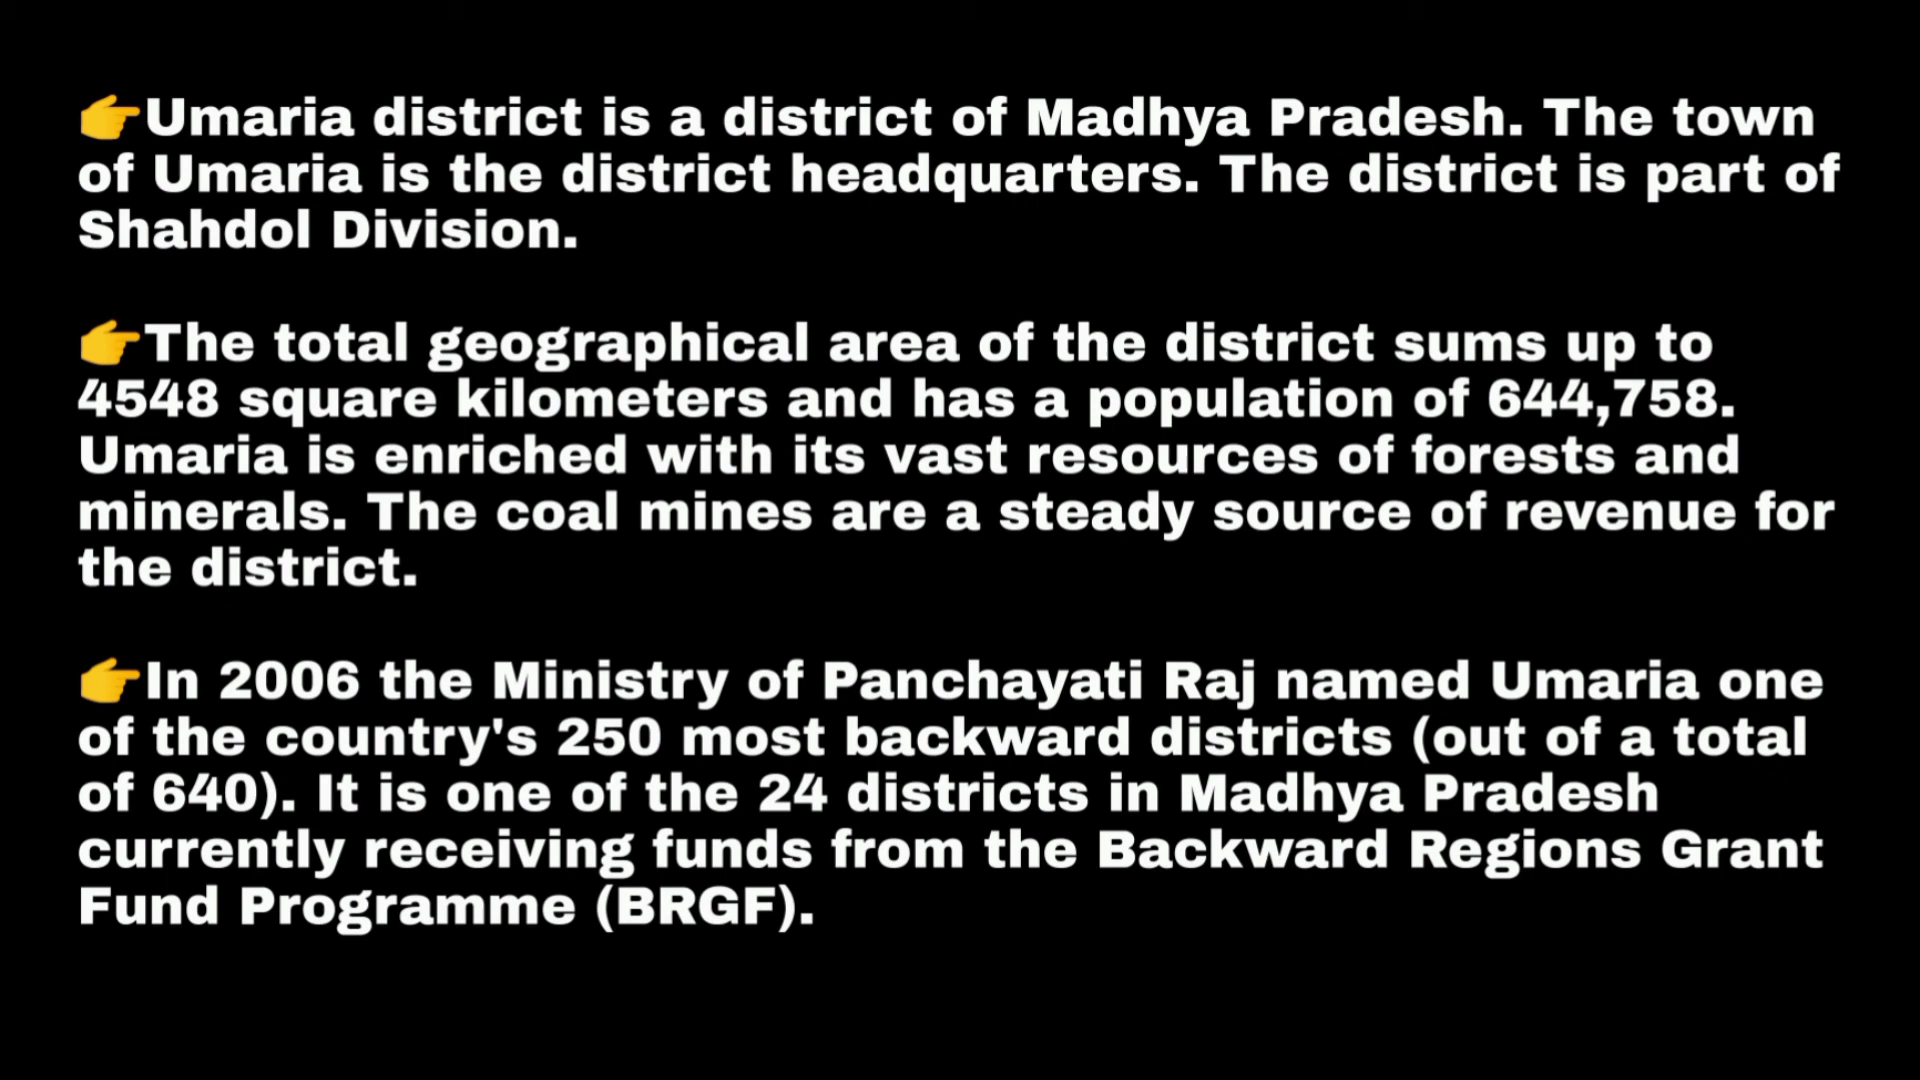 👉Umaria district is a district of Madhya Pradesh. The town
of Umaria is the district headquarters. The district is part of
Shahdol Division.
👉The total geographical area of the district sums up to
4548 square kilometers and has a population of 644,758.
Umaria is enriched with its vast resources of forests and
minerals. The coal mines are a steady source of revenue for
the district.
👉In 2006 the Ministry of Panchayati Raj named Umaria one
of the country's 250 most backward districts (out of a total
of 640). It is one of the 24 districts in Madhya Pradesh
currently receiving funds from the Backward Regions Grant
Fund Programme (BRGF).